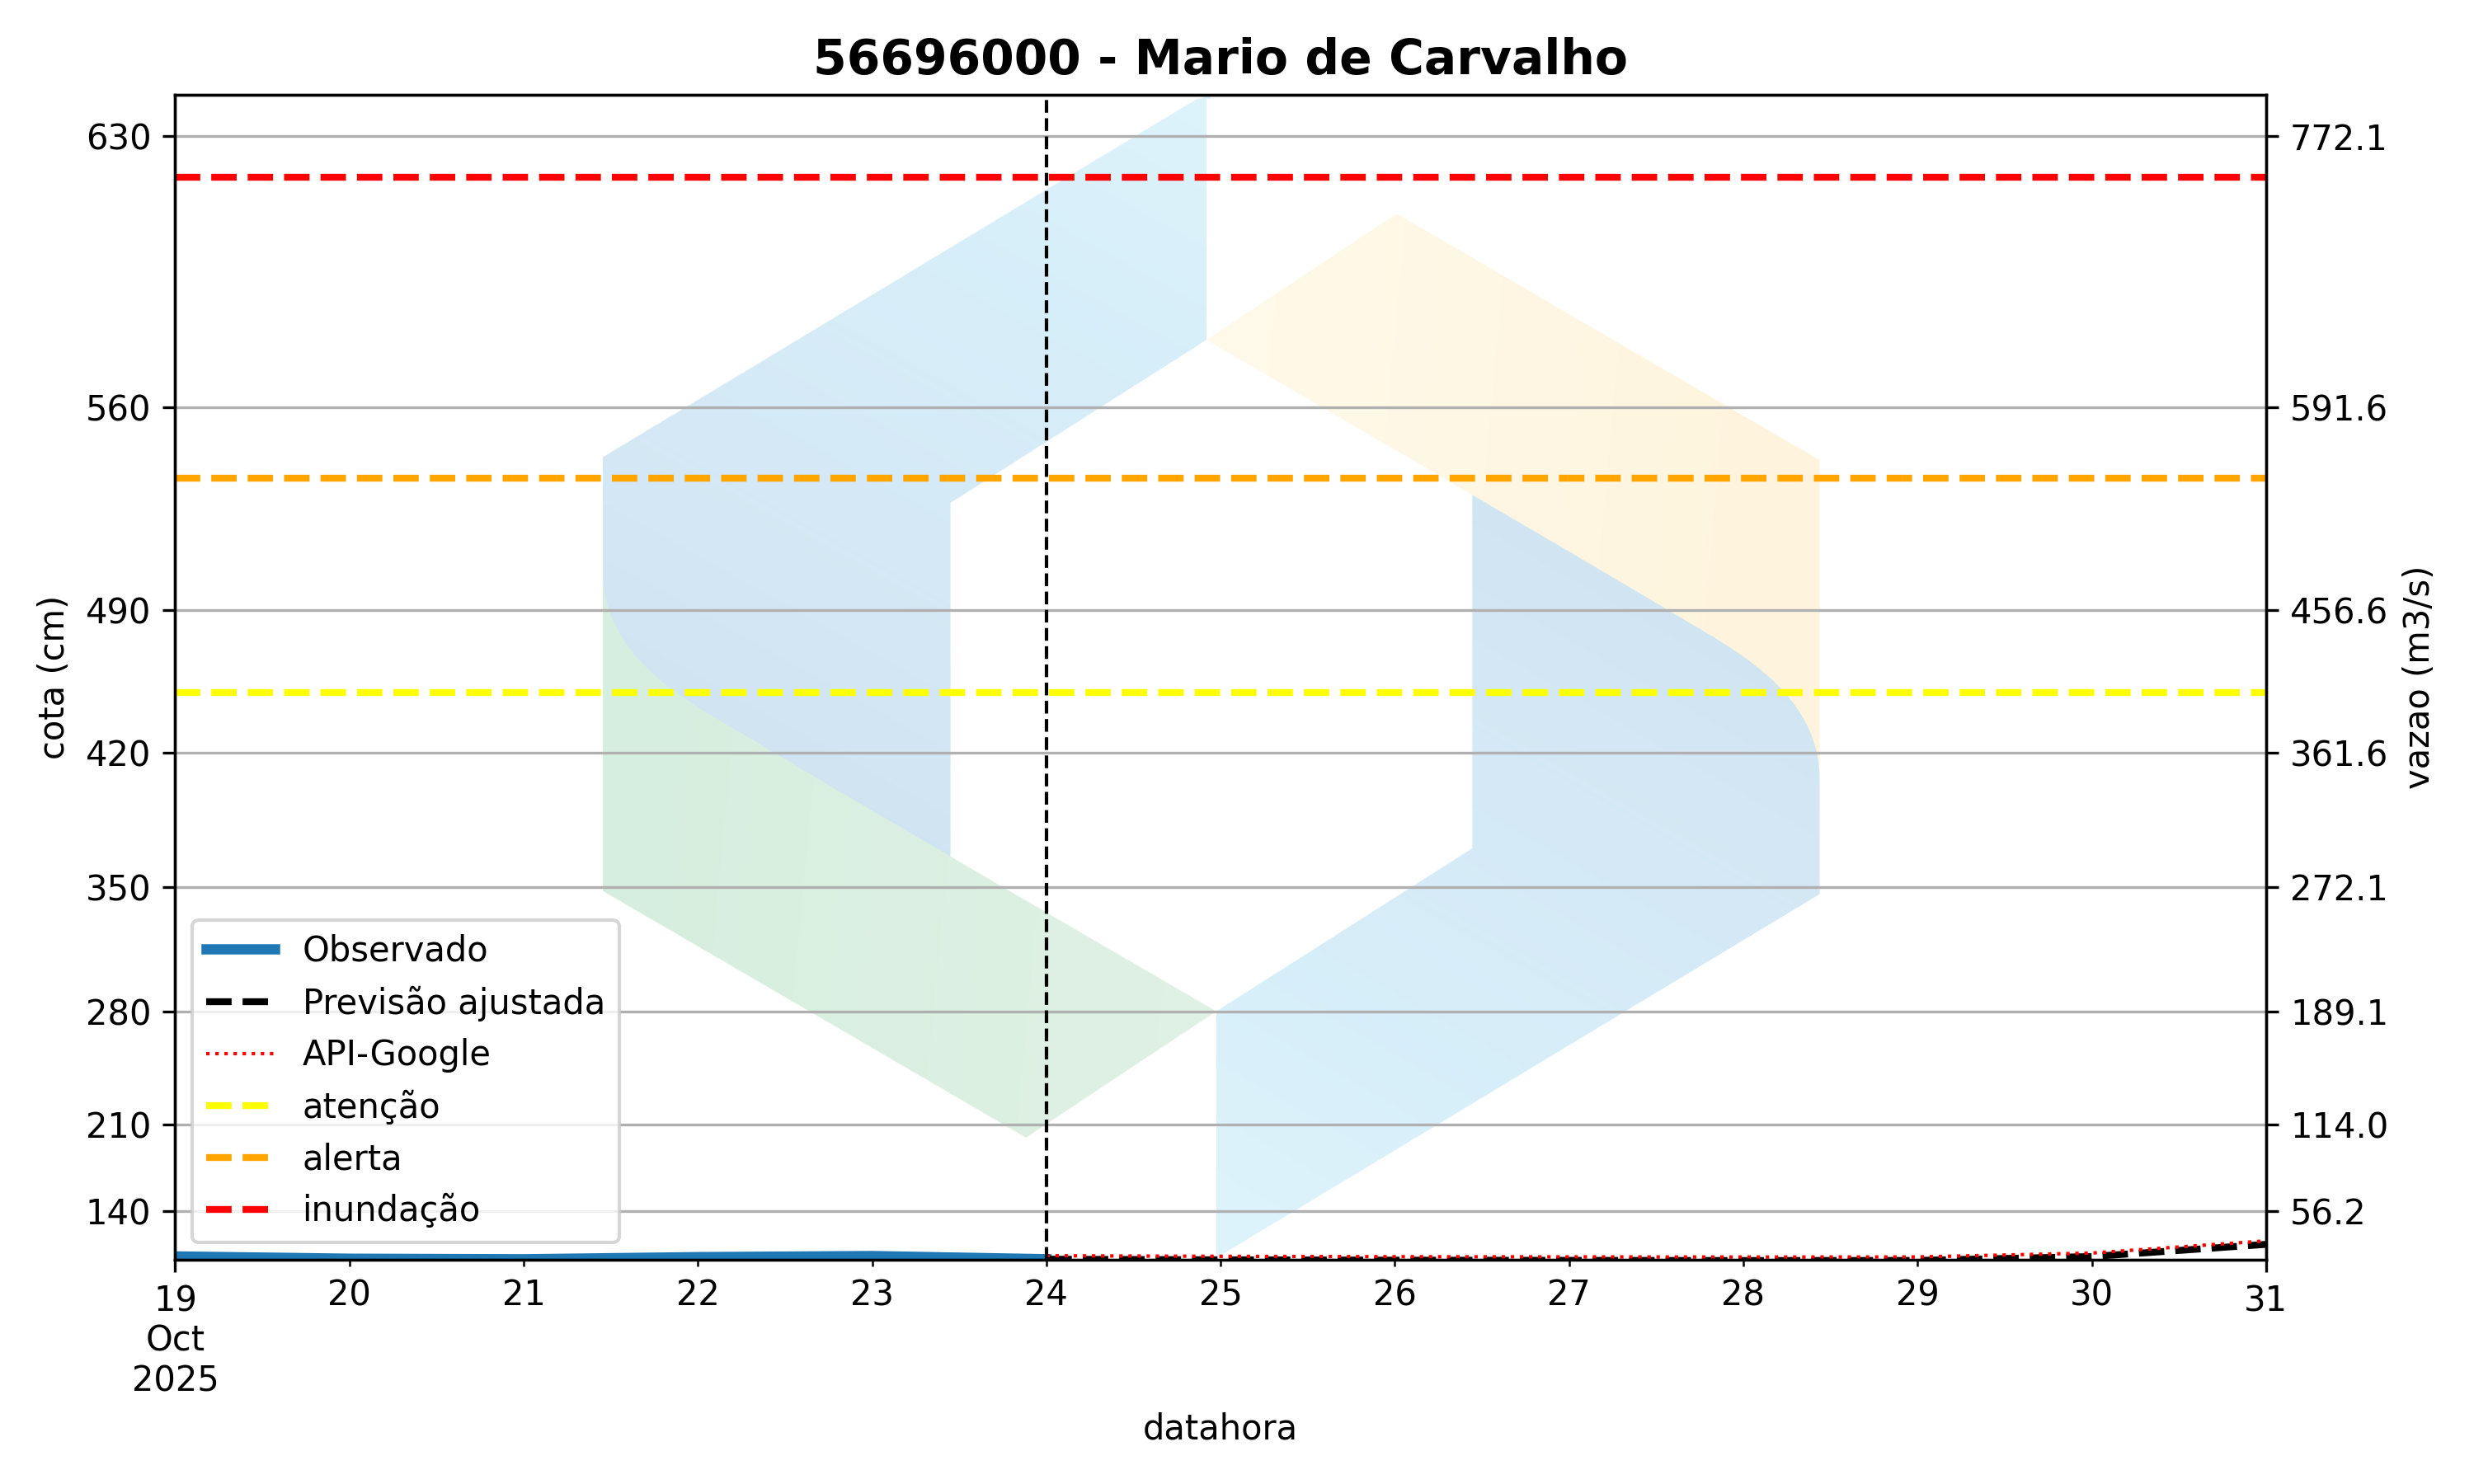 56696000 - Mario de Carvalho
cota (cm)
630
560
490
420
350
280
210
140
772.1
591.6
456.6
361.6
272.1
189.1
114.0
56.2
vazao (m3/s)
Observado
Previsão ajustada
API-Google
atenção
alerta
inundação
19 20 21 22 23 24 25 26 27 28 29 30 31
Oct
2025
datahora